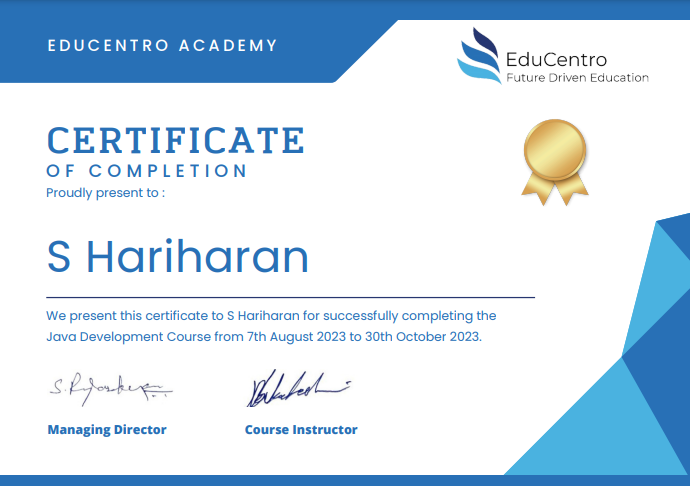 EDUCENTRO ACADEMY
EduCentro
Future Driven Education
CERTIFICATE
OF COMPLETION
Proudly present to :
S Hariharan
We present this certificate to S Hariharan for successfully completing the
Java Development Course from 7th August 2023 to 30th October 2023.
Managing Director
Course Instructor